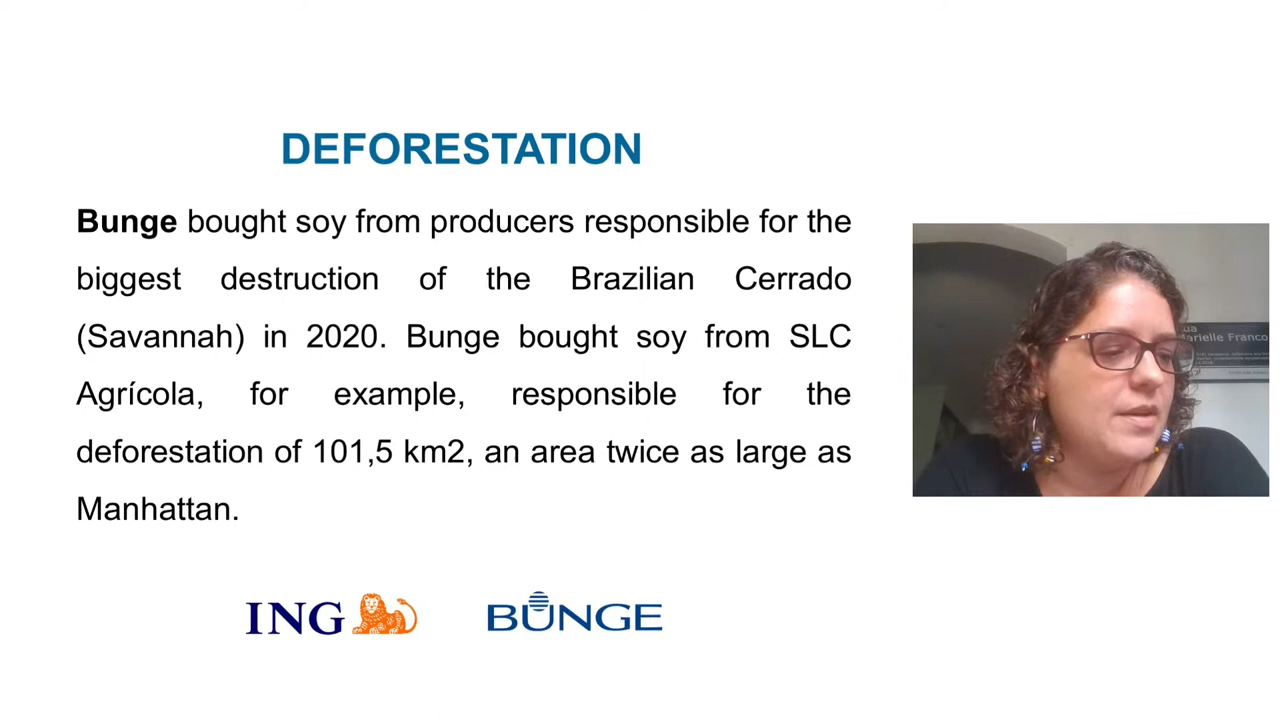 DEFORESTATION
Bunge bought soy from producers responsible for the
biggest destruction of the Brazilian Cerrado
(Savannah) in 2020. Bunge bought soy from SLC
Agrícola, for example, responsible for the
deforestation of 101,5 km2, an area twice as large as
Manhattan.
ING
BUNGE
Marielle Franco